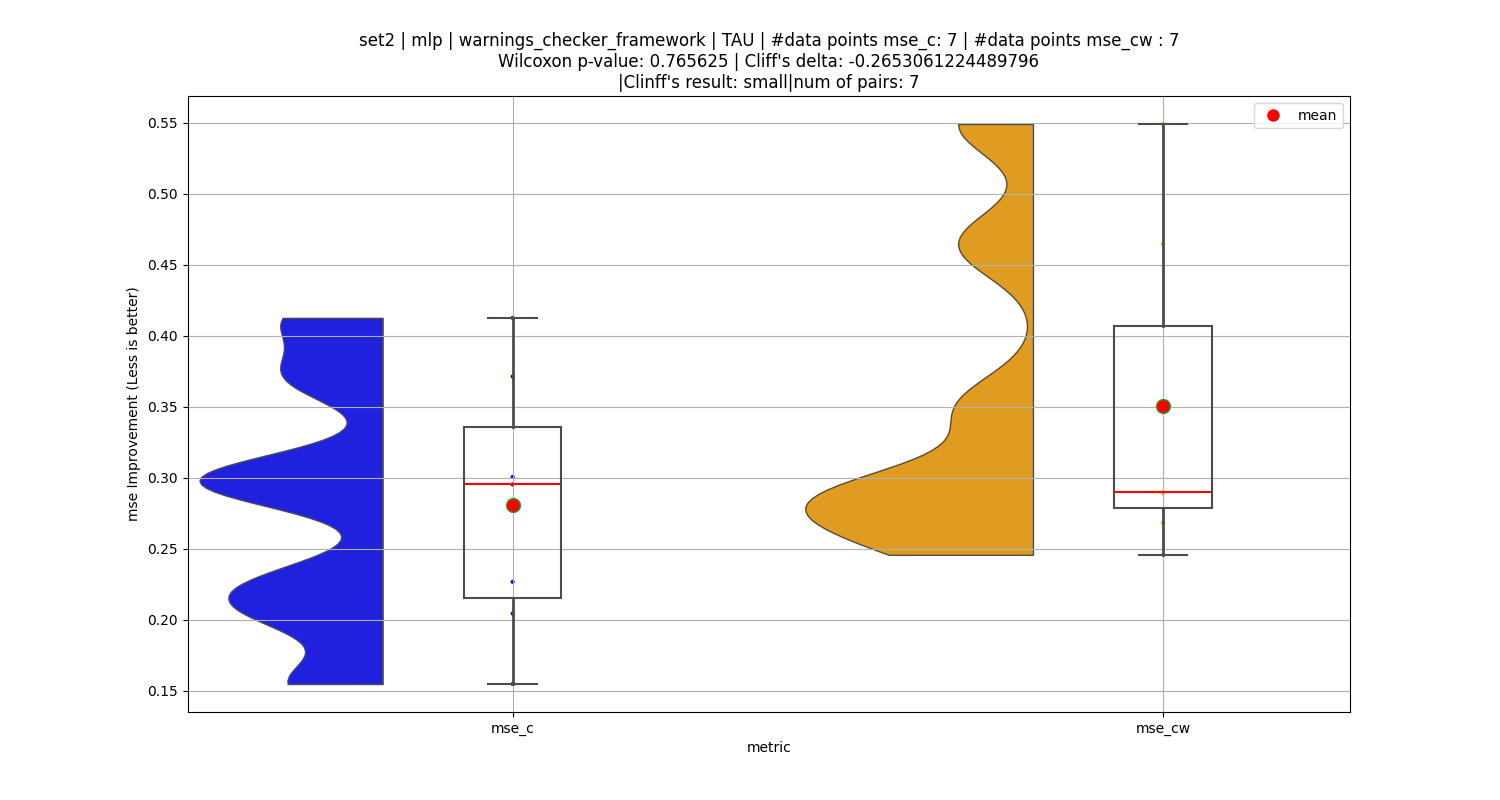 set2 | mlp | warnings_checker_framework | TAU | #data points mse_c: 7 | #data points mse_cw : 7
Wilcoxon p-value: 0.765625 | Cliff's delta: -0.2653061224489796
|Clinff's result: small|num of pairs: 7
mean
0.55
0.50
0.45
0.40
0.35
0.30
0.25
0.20
0.15
mse Improvement (Less is better)
mse_c
mse_cw
metric